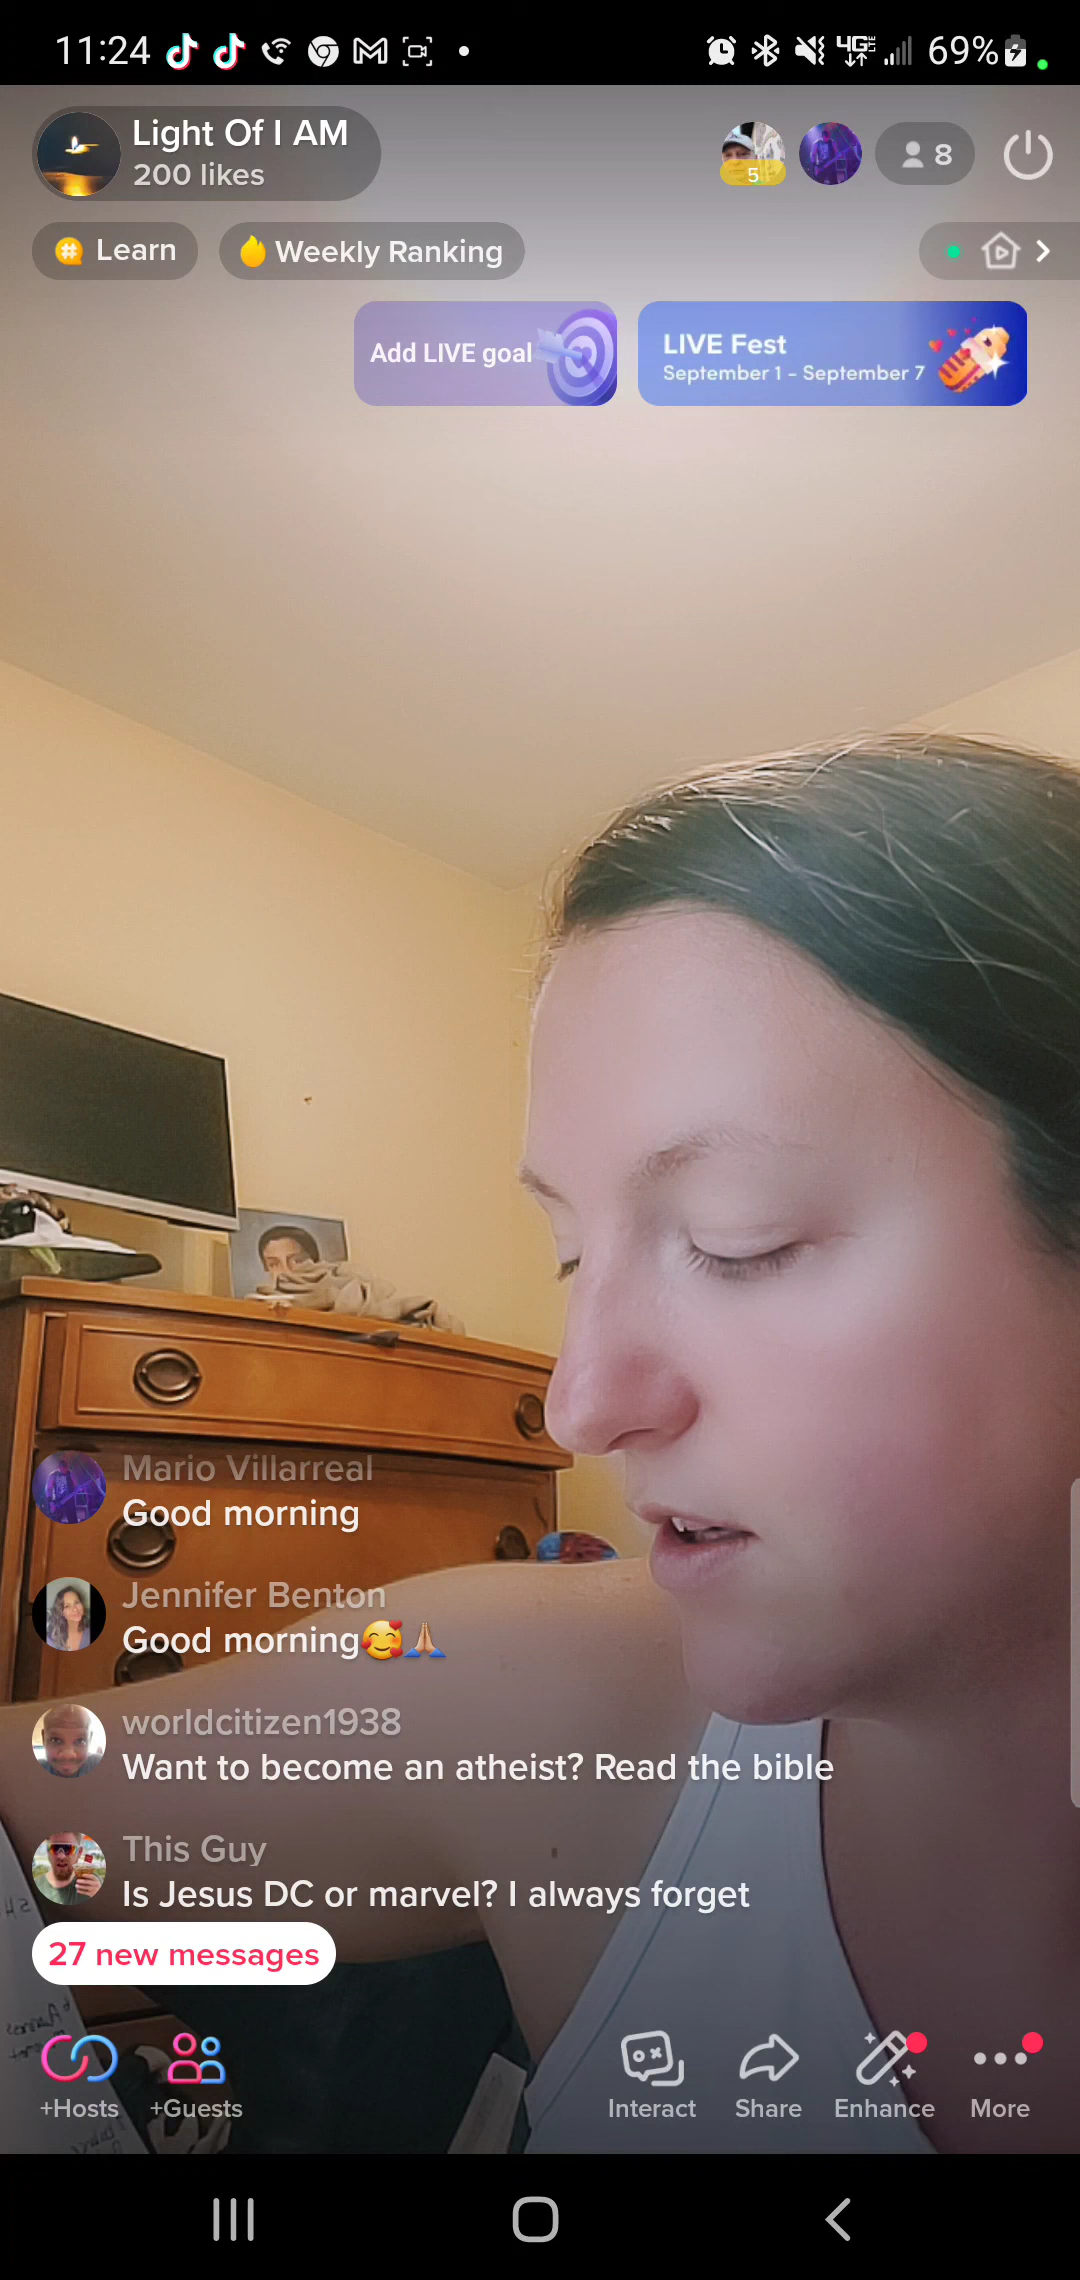 11:24
4G LTE 69%
Light Of I AM
200 likes
5
8
Learn
Weekly Ranking
Add LIVE goal
LIVE Fest
September 1 - September 7
Mario Villarreal
Good morning
Jennifer Benton
Good morning🥰🙏🏼
worldcitizen1938
Want to become an atheist? Read the bible
This Guy
Is Jesus DC or marvel? I always forget
27 new messages
+Hosts
+Guests
Interact
Share
Enhance
More